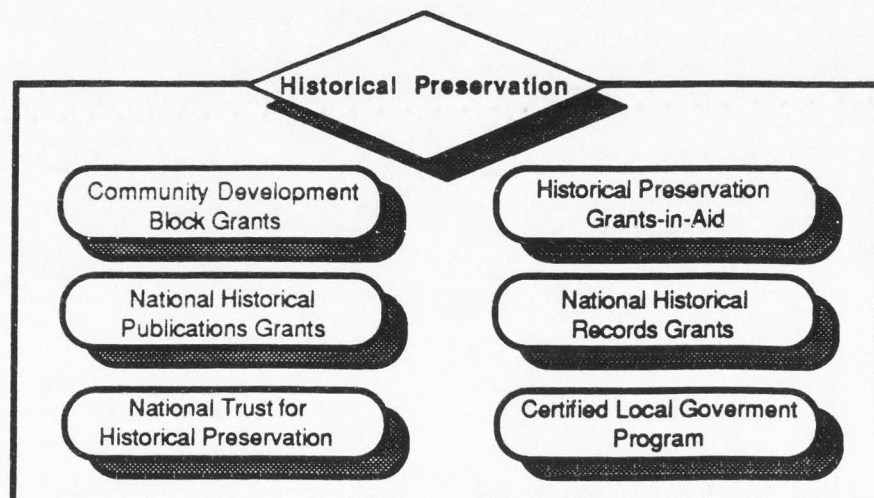 Historical Preservation
Community Development
Block Grants
Historical Preservation
Grants-in-Aid
National Historical
Publications Grants
National Historical
Records Grants
National Trust for
Historical Preservation
Certified Local Goverment
Program